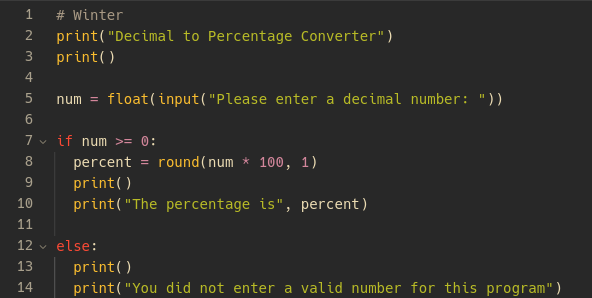 1 # Winter
2 print("Decimal to Percentage Converter")
3 print()
4
5 num = float(input("Please enter a decimal number: "))
6
7 if num >= 0:
8   percent = round(num * 100, 1)
9   print()
10   print("The percentage is", percent)
11
12 else:
13   print()
14   print("You did not enter a valid number for this program")